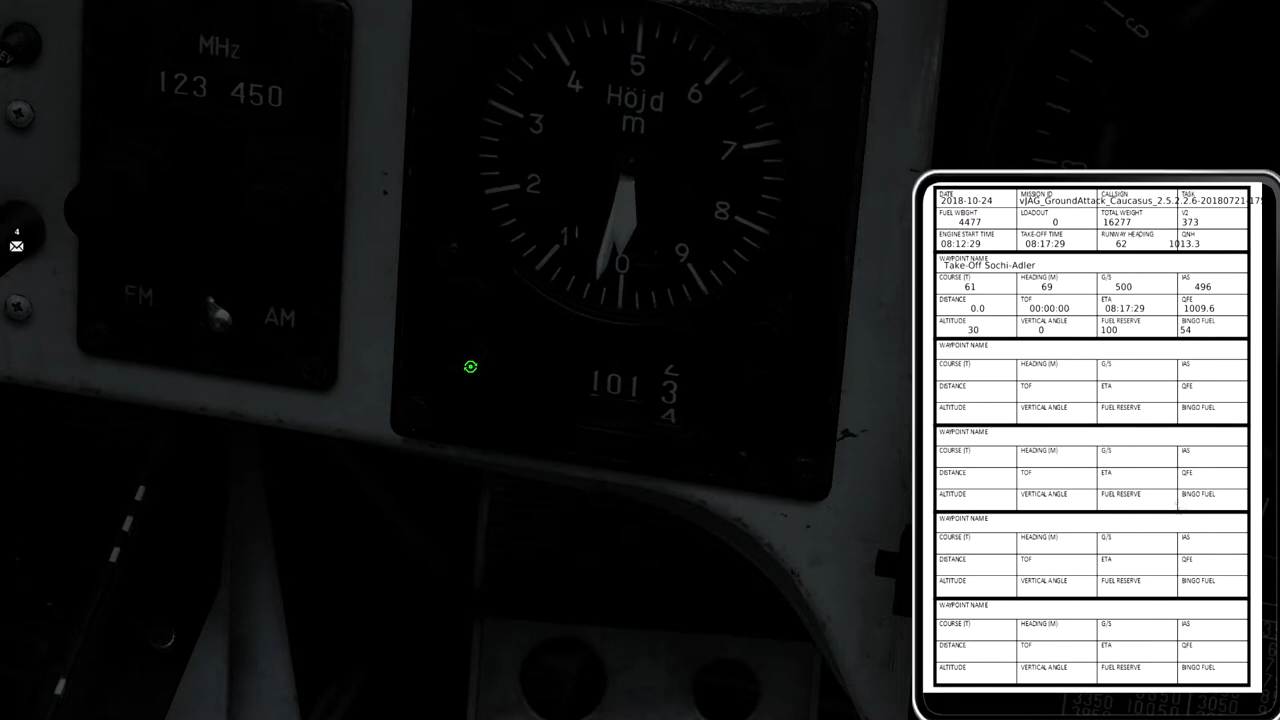 MHz
123 450
FM
AM
5
4
6
Höjd
m
3
7
2
8
1
9
0
2
101 3
4
6
4
DATE
MISSION ID
CALLSIGN
TASK
2018-10-24
vJAG_GroundAttack_Caucasus_2.5.2.2.6-20180721-175
FUEL WEIGHT
LOADOUT
TOTAL WEIGHT
V2
4477
0
16277
373
ENGINE START TIME
TAKE-OFF TIME
RUNWAY HEADING
QNH
08:12:29
08:17:29
62
1013.3
WAYPOINT NAME
Take-Off Sochi-Adler
COURSE (T)
HEADING (M)
G/S
IAS
61
69
500
496
DISTANCE
TOF
ETA
QFE
0.0
00:00:00
08:17:29
1009.6
ALTITUDE
VERTICAL ANGLE
FUEL RESERVE
BINGO FUEL
30
0
100
54
WAYPOINT NAME
COURSE (T)
HEADING (M)
G/S
IAS
DISTANCE
TOF
ETA
QFE
ALTITUDE
VERTICAL ANGLE
FUEL RESERVE
BINGO FUEL
WAYPOINT NAME
COURSE (T)
HEADING (M)
G/S
IAS
DISTANCE
TOF
ETA
QFE
ALTITUDE
VERTICAL ANGLE
FUEL RESERVE
BINGO FUEL
WAYPOINT NAME
COURSE (T)
HEADING (M)
G/S
IAS
DISTANCE
TOF
ETA
QFE
ALTITUDE
VERTICAL ANGLE
FUEL RESERVE
BINGO FUEL
WAYPOINT NAME
COURSE (T)
HEADING (M)
G/S
IAS
DISTANCE
TOF
ETA
QFE
ALTITUDE
VERTICAL ANGLE
FUEL RESERVE
BINGO FUEL
3350
3050
10050